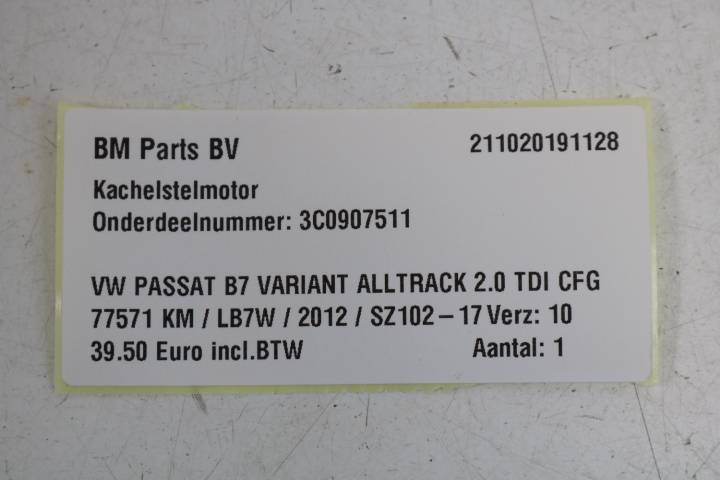 BM Parts BV 211020191128
Kachelstelmotor
Onderdeelnummer: 3C0907511
VW PASSAT B7 VARIANT ALLTRACK 2.0 TDI CFG
77571 KM / LB7W / 2012 / SZ102-17 Verz: 10
39.50 Euro incl.BTW Aantal: 1